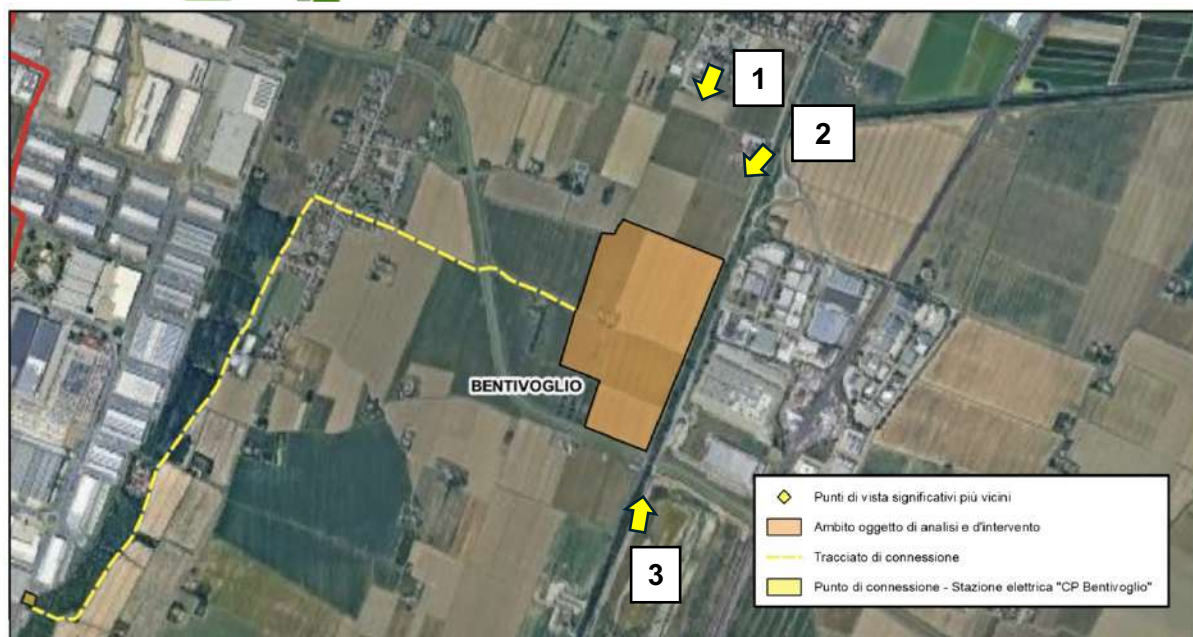 1
2
BENTIVOGLIO
3
Punti di vista significativi più vicini
Ambito oggetto di analisi e d'intervento
Tracciato di connessione
Punto di connessione - Stazione elettrica "CP Bentivoglio"